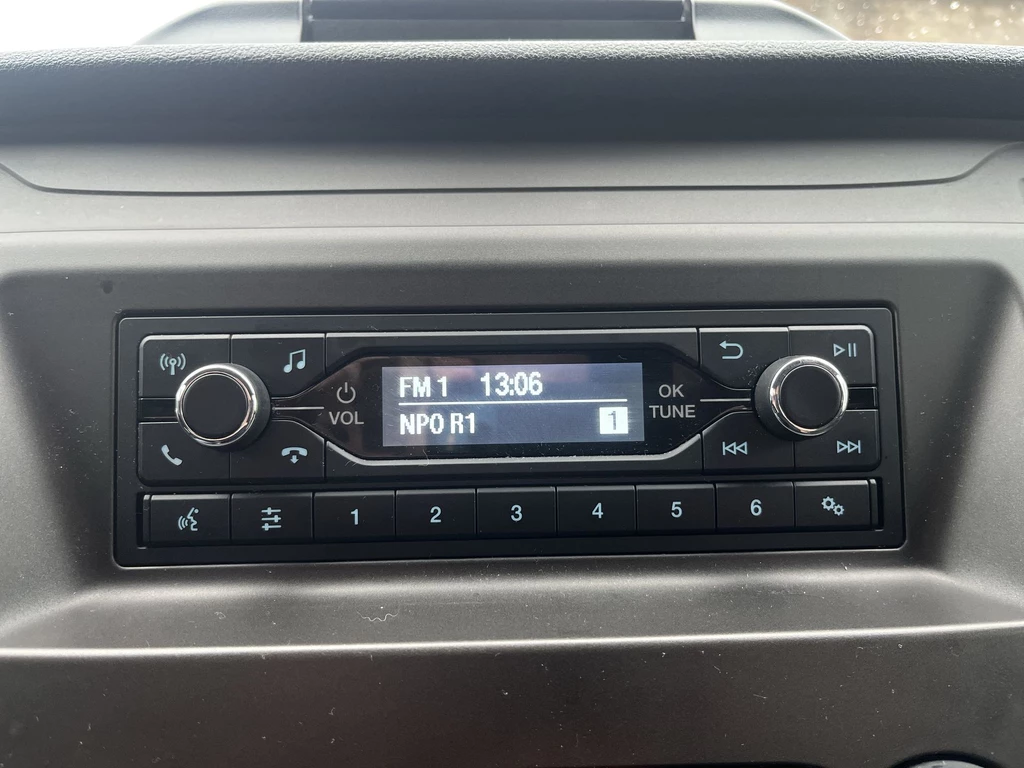 FM 1 13:06
NPO R1 1
VOL
OK
TUNE
1 2 3 4 5 6